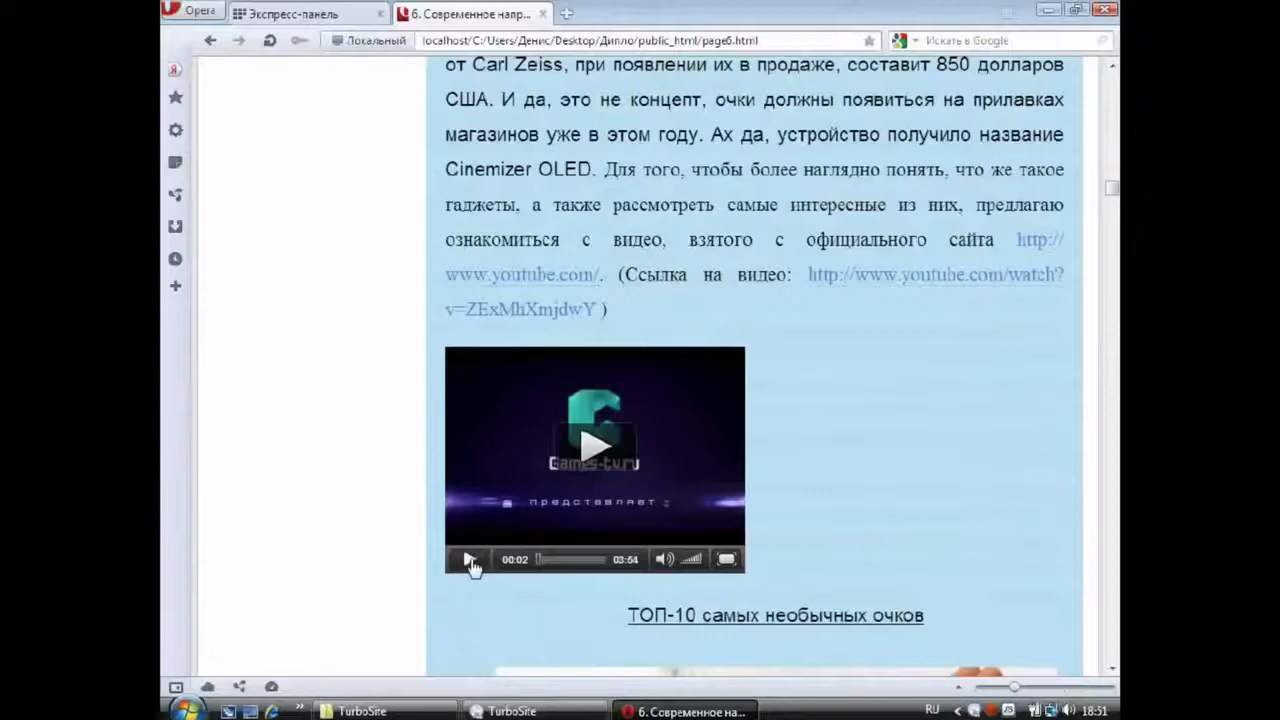 Opera
Экспресс-панель
6. Современное напр...
Локальный
localhost/C:/Users/Денис/Desktop/Дипло/public_html/page6.html
Искать в Google
от Carl Zeiss, при появлении их в продаже, составит 850 долларов
США. И да, это не концепт, очки должны появиться на прилавках
магазинов уже в этом году. Ах да, устройство получило название
Cinemizer OLED. Для того, чтобы более наглядно понять, что же такое
гаджеты, а также рассмотреть самые интересные из них, предлагаю
ознакомиться с видео, взятого с официального сайта http://
www.youtube.com/. (Ссылка на видео: http://www.youtube.com/watch?
v=ZExMhXmjdwY )
Games-tv.ru
представляет
00:02
03:54
ТОП-10 самых необычных очков
TurboSite
TurboSite
6. Современное на...
RU
18:51